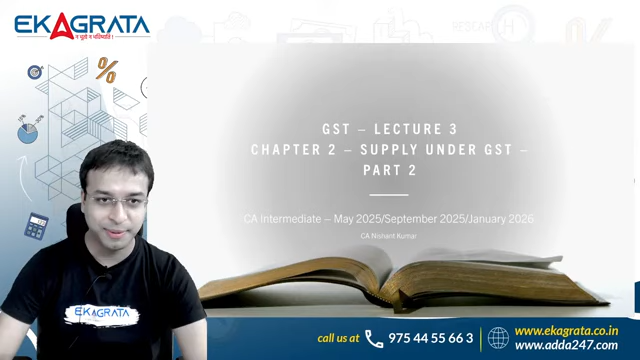 EKAGRATA
GST – LECTURE 3
CHAPTER 2 – SUPPLY UNDER GST –
PART 2
CA Intermediate – May 2025/September 2025/January 2026
CA Nishant Kumar
EKAGRATA
call us at 975 44 55 66 3
www.ekagrata.co.in
www.adda247.com